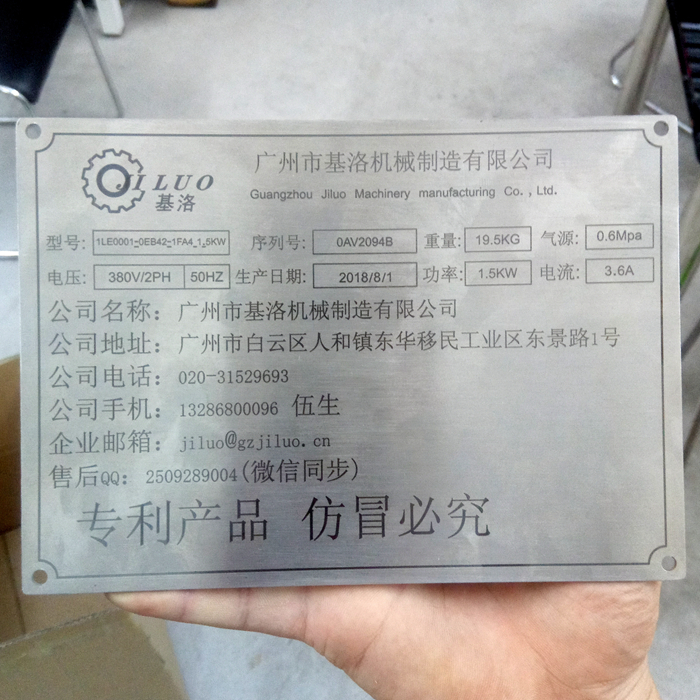 JILUO
基洛
广州市基洛机械制造有限公司
Guangzhou Jiluo Machinery manufacturing Co., Ltd.
型号: 1LE0001-0EB42-1FA4_1.5KW 序列号: 0AV2094B 重量: 19.5KG 气源: 0.6Mpa
电压: 380V/2PH 50HZ 生产日期: 2018/8/1 功率: 1.5KW 电流: 3.6A
公司名称：广州市基洛机械制造有限公司
公司地址：广州市白云区人和镇东华移民工业区东景路1号
公司电话：020-31529693
公司手机：13286800096 伍生
企业邮箱：jiluo@gzjiluo.cn
售后QQ：2509289004(微信同步)
专利产品 仿冒必究